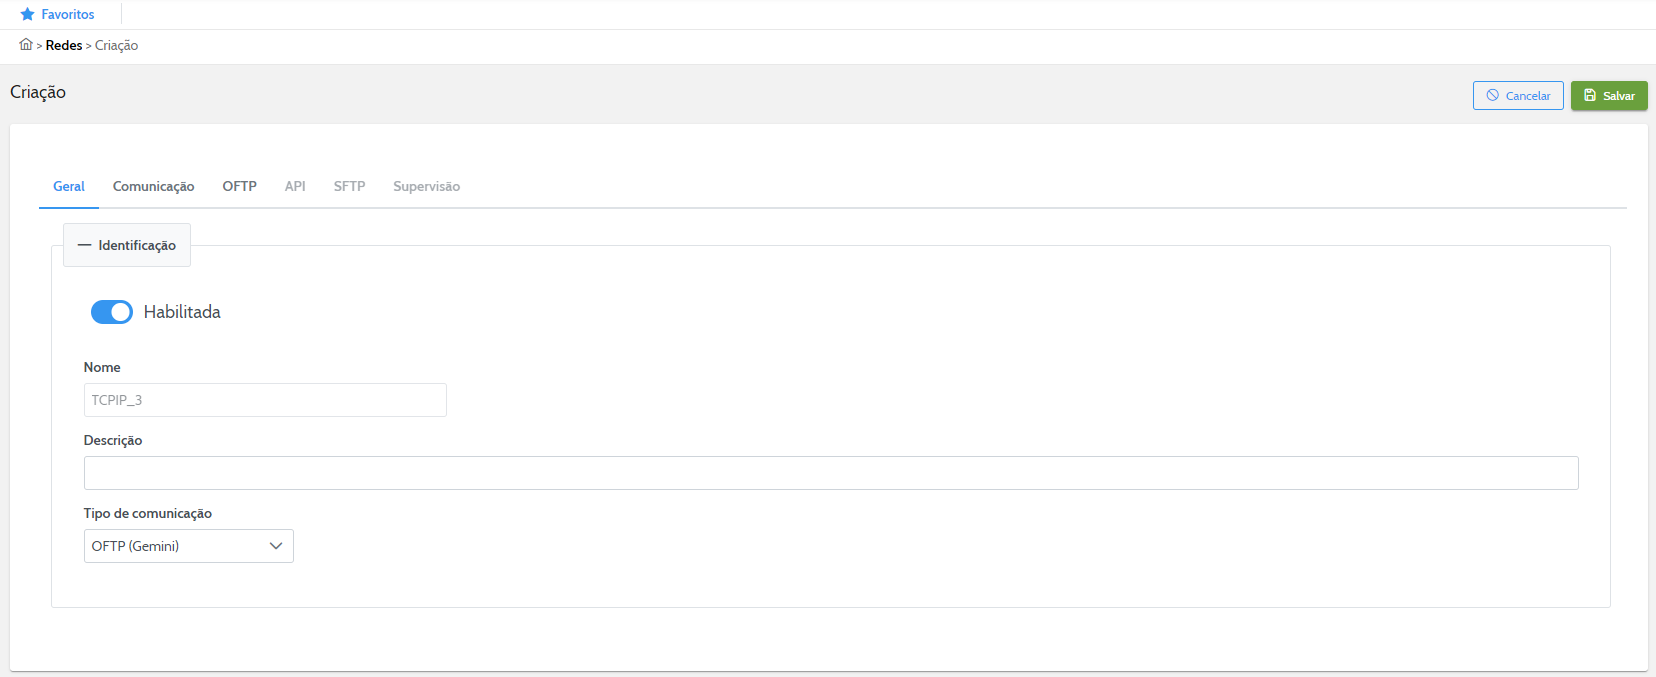 Favoritos
> Redes > Criação
Criação
Cancelar
Salvar
Geral Comunicação OFTP API SFTP Supervisão
— Identificação
Habilitada
Nome
TCPIP_3
Descrição
Tipo de comunicação
OFTP (Gemini)